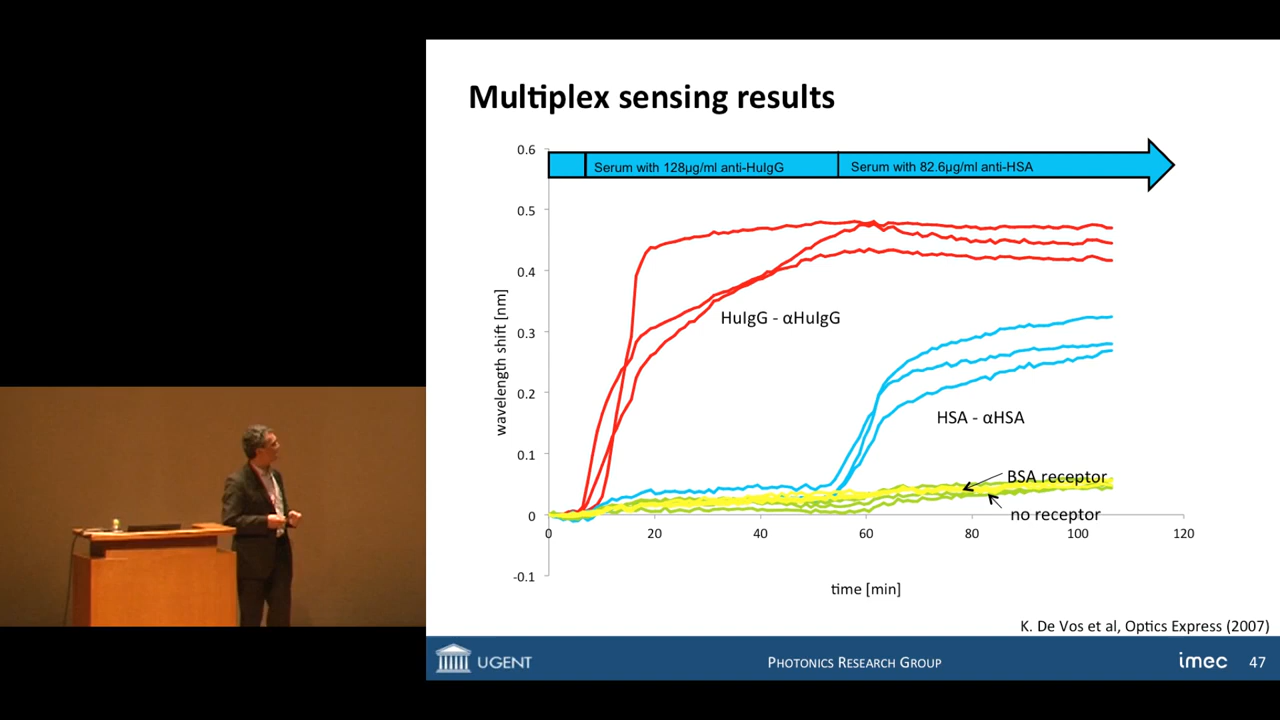 Multiplex sensing results
0.6
Serum with 128µg/ml anti-HuIgG
Serum with 82.6µg/ml anti-HSA
0.5
0.4
wavelength shift [nm]
HuIgG - αHuIgG
0.3
0.2
HSA - αHSA
0.1
BSA receptor
no receptor
0
0
20
40
60
80
100
120
-0.1
time [min]
K. De Vos et al, Optics Express (2007)
UGENT
PHOTONICS RESEARCH GROUP
imec
47